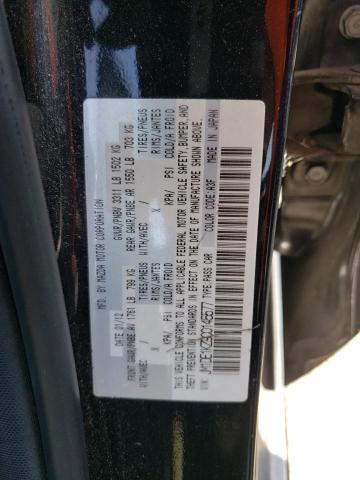 MFD. BY MAZDA MOTOR CORPORATION
DATE: 01/12 GVWR/PNBV 3311 LB 1502 KG
FRONT GAWR/PNBE AV 1761 LB 799 KG REAR GAWR/PNBE AR 1550 LB 703 KG
WITH/AVEC / TIRES/PNEUS WITH/AVEC / TIRES/PNEUS
X RIMS/JANTES X RIMS/JANTES
KPA/ PSI COLD/A FROID KPA/ PSI COLD/A FROID
THIS VEHICLE CONFORMS TO ALL APPLICABLE FEDERAL MOTOR VEHICLE SAFETY, BUMPER, AND
THEFT PREVENTION STANDARDS IN EFFECT ON THE DATE OF MANUFACTURE SHOWN ABOVE.
VIN: TYPE:PASS CAR COLOR CODE:A3F MADE IN JAPAN